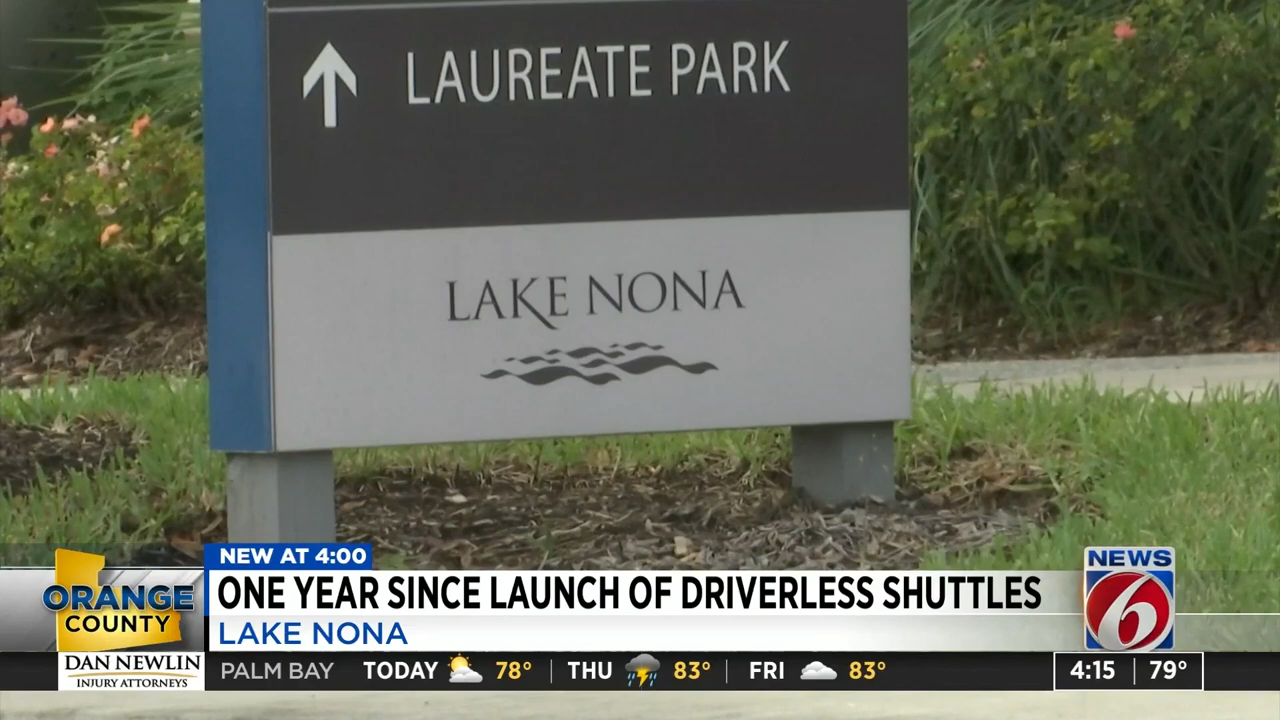 LAUREATE PARK
LAKE NONA
NEW AT 4:00
ORANGE COUNTY
ONE YEAR SINCE LAUNCH OF DRIVERLESS SHUTTLES
LAKE NONA
NEWS
6
DAN NEWLIN
INJURY ATTORNEYS
PALM BAY TODAY 78° THU 83° FRI 83°
4:15 79°